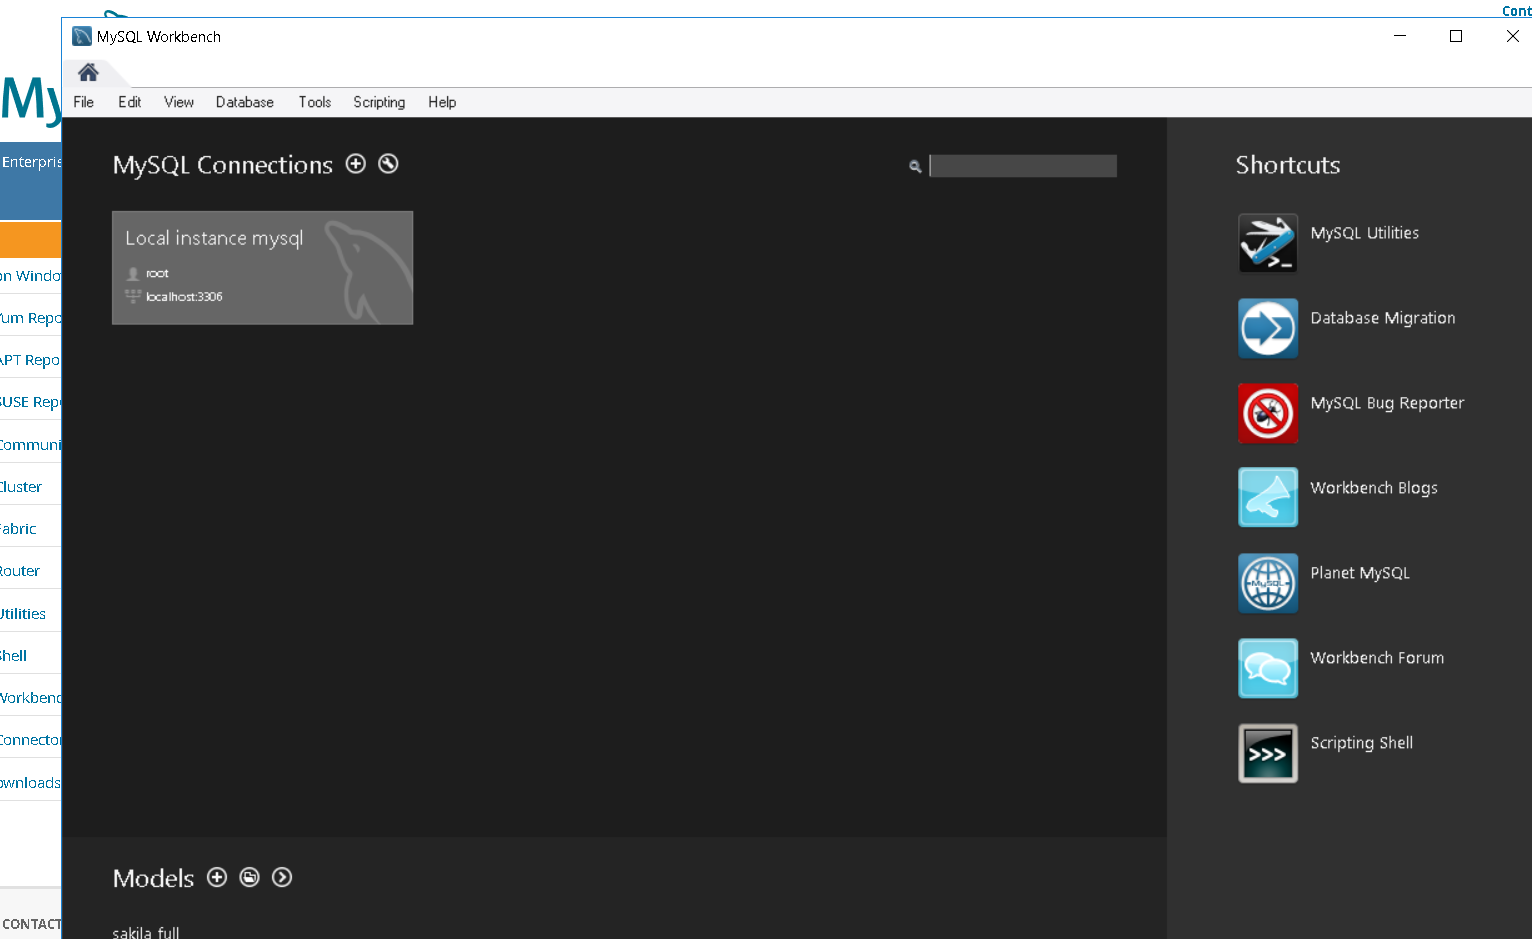 Cont
MySQL Workbench
My
File Edit View Database Tools Scripting Help
Enterpris
on Windo
Yum Repo
APT Repo
SUSE Repo
Communi
Cluster
Fabric
Router
Utilities
Shell
Workbenc
Connector
ownloads
CONTACT
MySQL Connections
Local instance mysql
root
localhost:3306
Models
sakila_full
Shortcuts
MySQL Utilities
Database Migration
MySQL Bug Reporter
Workbench Blogs
MySQL
Planet MySQL
Workbench Forum
>>>
Scripting Shell